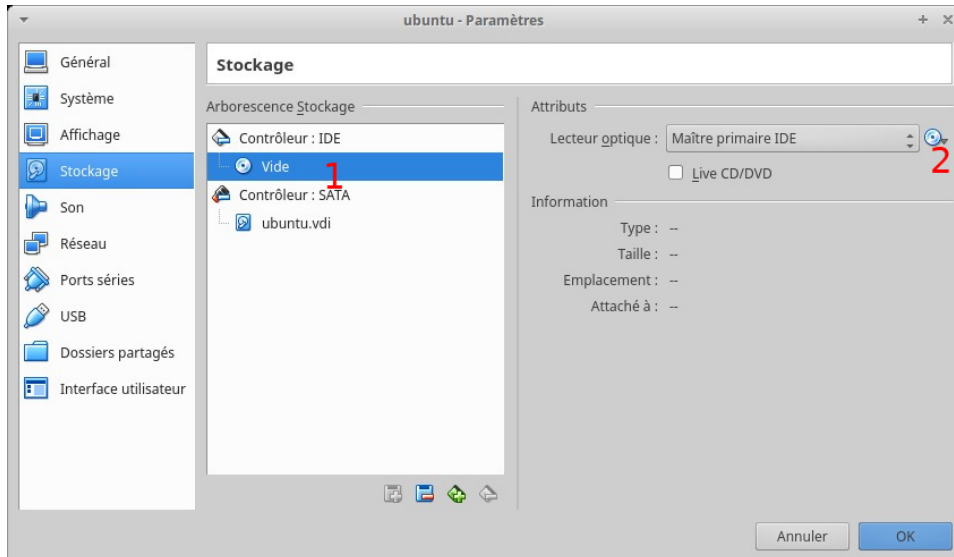 ubuntu - Paramètres
Général
Système
Affichage
Stockage
Son
Réseau
Ports séries
USB
Dossiers partagés
Interface utilisateur
Stockage
Arborescence Stockage
Contrôleur : IDE
Vide
1
Contrôleur : SATA
ubuntu.vdi
Attributs
Lecteur optique : Maître primaire IDE
2
Live CD/DVD
Information
Type : --
Taille : --
Emplacement : --
Attaché à : --
Annuler
OK